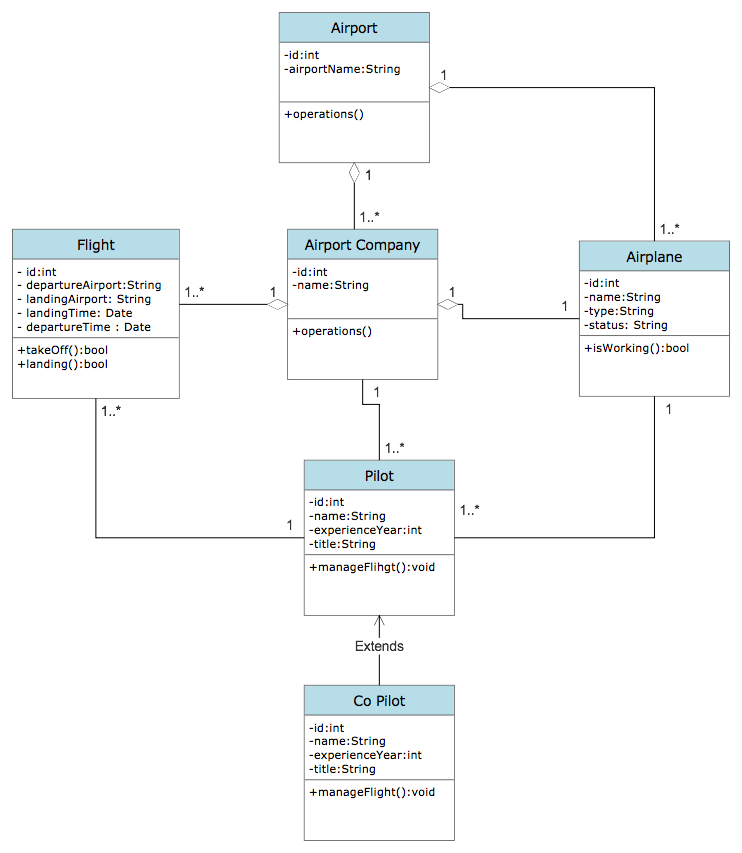 Airport
-id:int
-airportName:String
+operations()
1
1
1..*
1..*
Flight
- id:int
- departureAirport:String
- landingAirport: String
- landingTime: Date
- departureTime : Date
+takeOff():bool
+landing():bool
1..*
1
Airport Company
-id:int
-name:String
+operations()
1
1
Airplane
-id:int
-name:String
-type:String
-status: String
+isWorking():bool
1..*
1
1
1..*
Pilot
-id:int
-name:String
-experienceYear:int
-title:String
+manageFlihgt():void
1
1..*
Extends
Co Pilot
-id:int
-name:String
-experienceYear:int
-title:String
+manageFlight():void